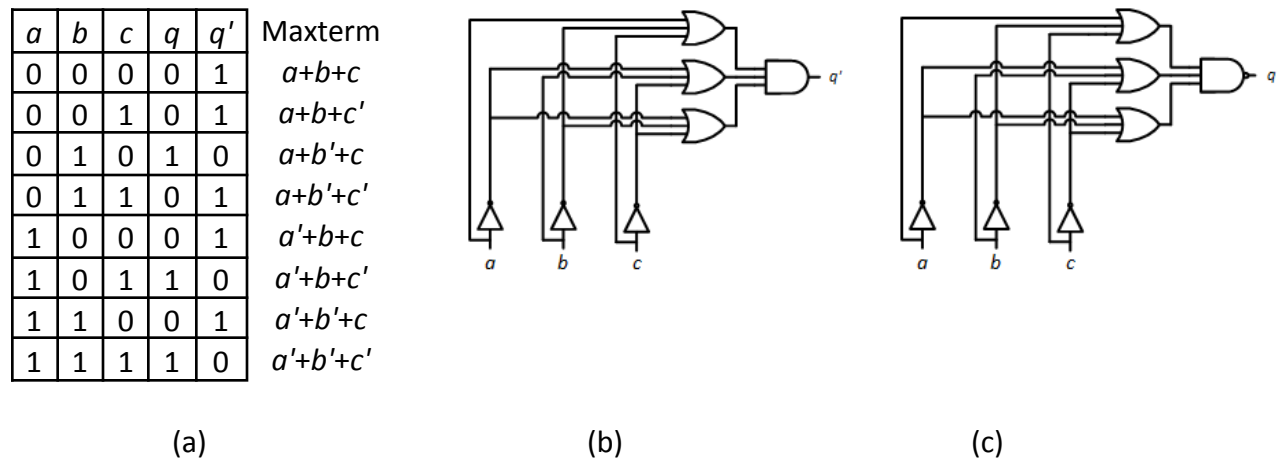 a b c q q' Maxterm
0 0 0 0 1 a+b+c
0 0 1 0 1 a+b+c'
0 1 0 1 0 a+b'+c
0 1 1 0 1 a+b'+c'
1 0 0 0 1 a'+b+c
1 0 1 1 0 a'+b+c'
1 1 0 0 1 a'+b'+c
1 1 1 1 0 a'+b'+c'
(a)
q'
a b c
(b)
q
a b c
(c)